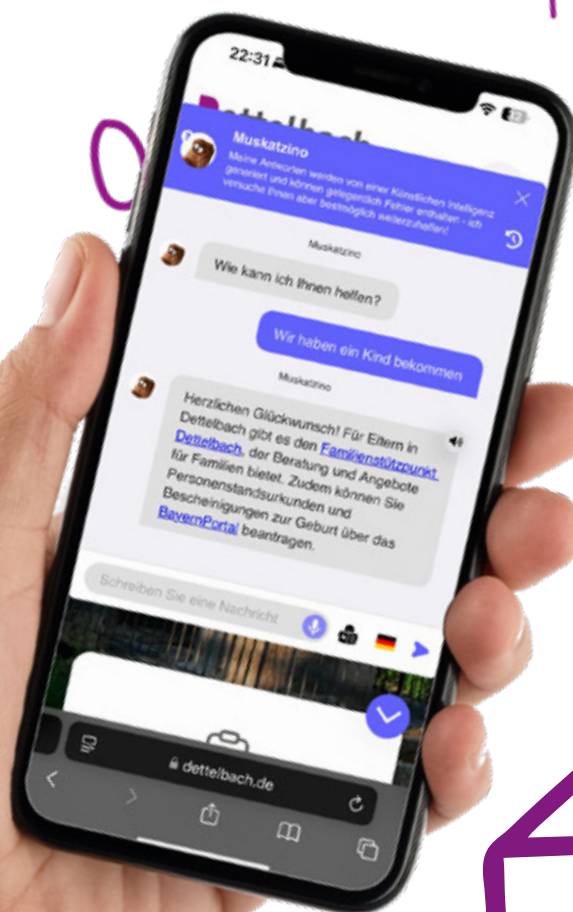 22:31
Dettelbach
Muskatzino
Meine Antworten werden von einer Künstlichen Intelligenz
generiert und können gelegentlich Fehler enthalten - ich
versuche Ihnen aber bestmöglich weiterzuhelfen!
Muskatzino
Wie kann ich Ihnen helfen?
Wir haben ein Kind bekommen
Muskatzino
Herzlichen Glückwunsch! Für Eltern in
Dettelbach gibt es den Familienstützpunkt
Dettelbach, der Beratung und Angebote
für Familien bietet. Zudem können Sie
Personenstandsurkunden und
Bescheinigungen zur Geburt über das
BayernPortal beantragen.
Schreiben Sie eine Nachricht
dettelbach.de